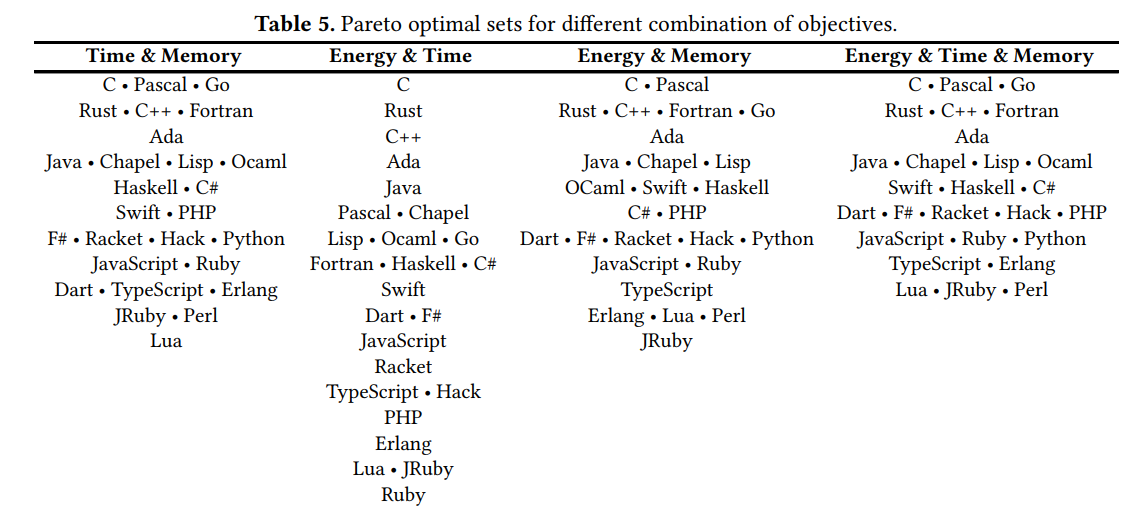 Table 5. Pareto optimal sets for different combination of objectives.
Time & Memory Energy & Time Energy & Memory Energy & Time & Memory
C • Pascal • Go C C • Pascal C • Pascal • Go
Rust • C++ • Fortran Rust Rust • C++ • Fortran • Go Rust • C++ • Fortran
Ada C++ Ada Ada
Java • Chapel • Lisp • Ocaml Ada Java • Chapel • Lisp Java • Chapel • Lisp • Ocaml
Haskell • C# Java OCaml • Swift • Haskell Swift • Haskell • C#
Swift • PHP Pascal • Chapel C# • PHP Dart • F# • Racket • Hack • PHP
F# • Racket • Hack • Python Lisp • Ocaml • Go Dart • F# • Racket • Hack • Python JavaScript • Ruby • Python
JavaScript • Ruby Fortran • Haskell • C# JavaScript • Ruby TypeScript • Erlang
Dart • TypeScript • Erlang Swift TypeScript Lua • JRuby • Perl
JRuby • Perl Dart • F# Erlang • Lua • Perl
Lua JavaScript JRuby
Racket
TypeScript • Hack
PHP
Erlang
Lua • JRuby
Ruby